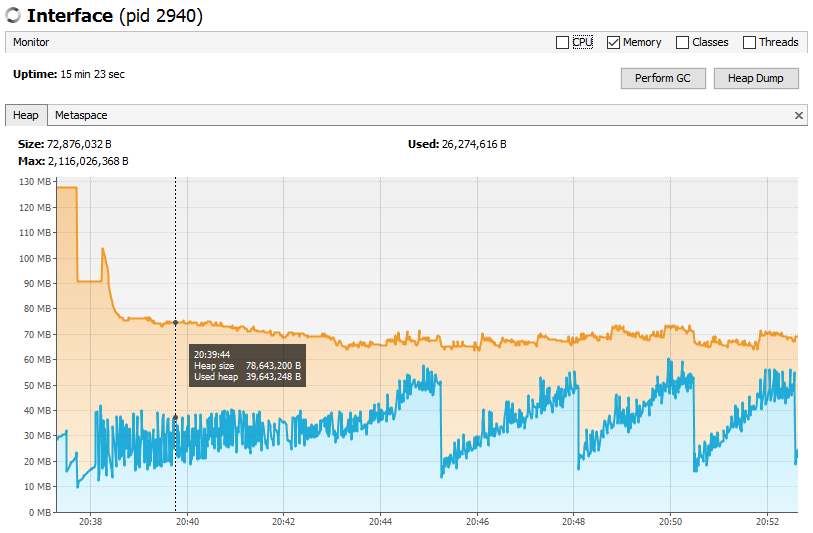 Interface (pid 2940)
Monitor CPU Memory Classes Threads
Uptime: 15 min 23 sec
Perform GC Heap Dump
Heap Metaspace
Size: 72,876,032 B Used: 26,274,616 B
Max: 2,116,026,368 B
130 MB
120 MB
110 MB
100 MB
90 MB
80 MB
70 MB
60 MB
50 MB
40 MB
30 MB
20 MB
10 MB
0 MB
20:39:44
Heap size 78,643,200 B
Used heap 39,643,248 B
20:38 20:40 20:42 20:44 20:46 20:48 20:50 20:52